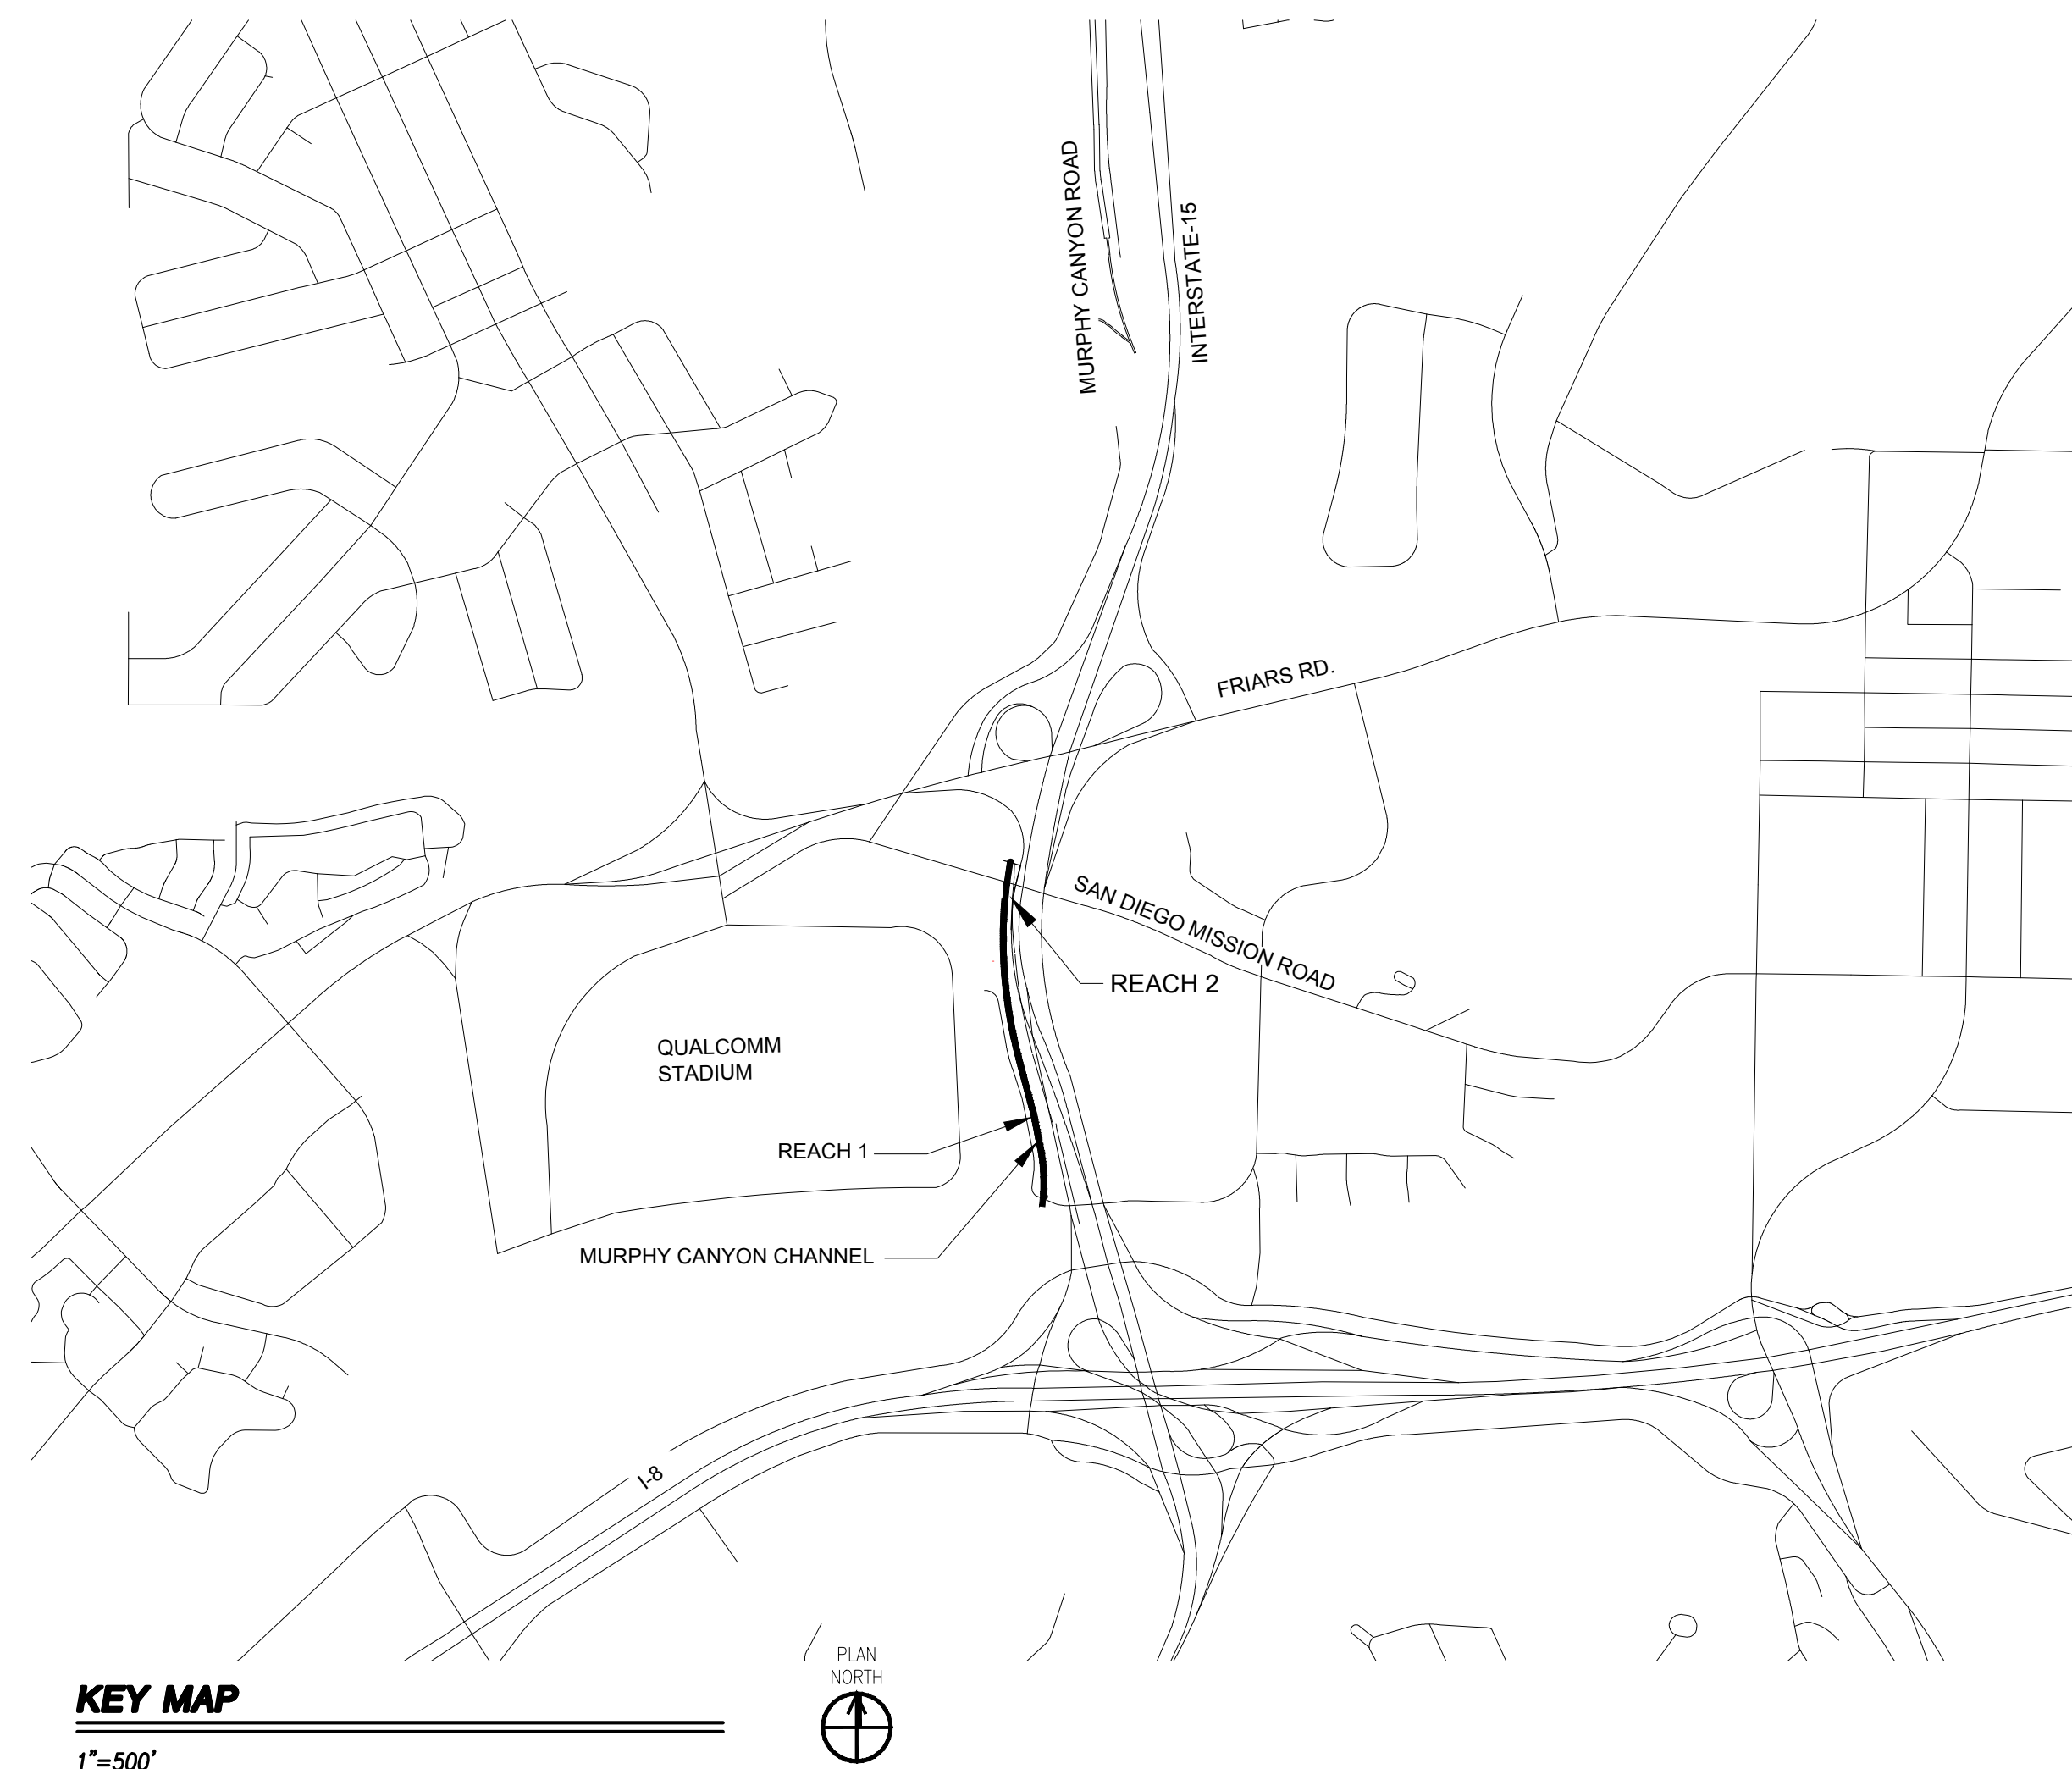 MURPHY CANYON ROAD
INTERSTATE-15
FRIARS RD.
SAN DIEGO MISSION ROAD
REACH 2
QUALCOMM
STADIUM
REACH 1
MURPHY CANYON CHANNEL
I-8
PLAN
NORTH
KEY MAP
1"=500'